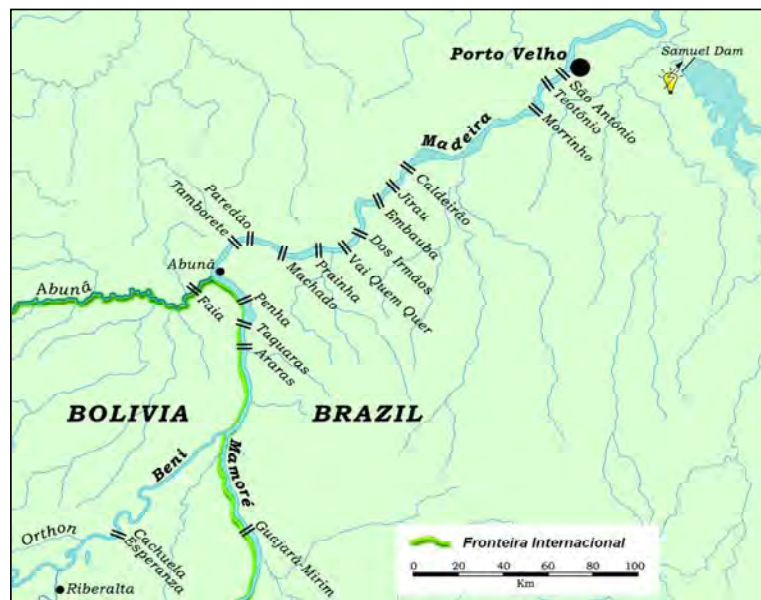 Samuel Dam
Porto Velho
São Antônio
Teotônio
Morrinho
Madeira
Caldeirão
Jirau
Embauba
Dos Irmáos
Vai Quem Quer
Prainha
Machado
Paredão
Tamborete
Abunã
Abunã
Faia
Penha
Taquaras
Araras
BOLIVIA
BRAZIL
Beni
Mamoré
Orthon
Cachuela
Esperanza
Guajará-Mirim
Riberalta
Fronteira Internacional
0 20 40 60 80 100
Km